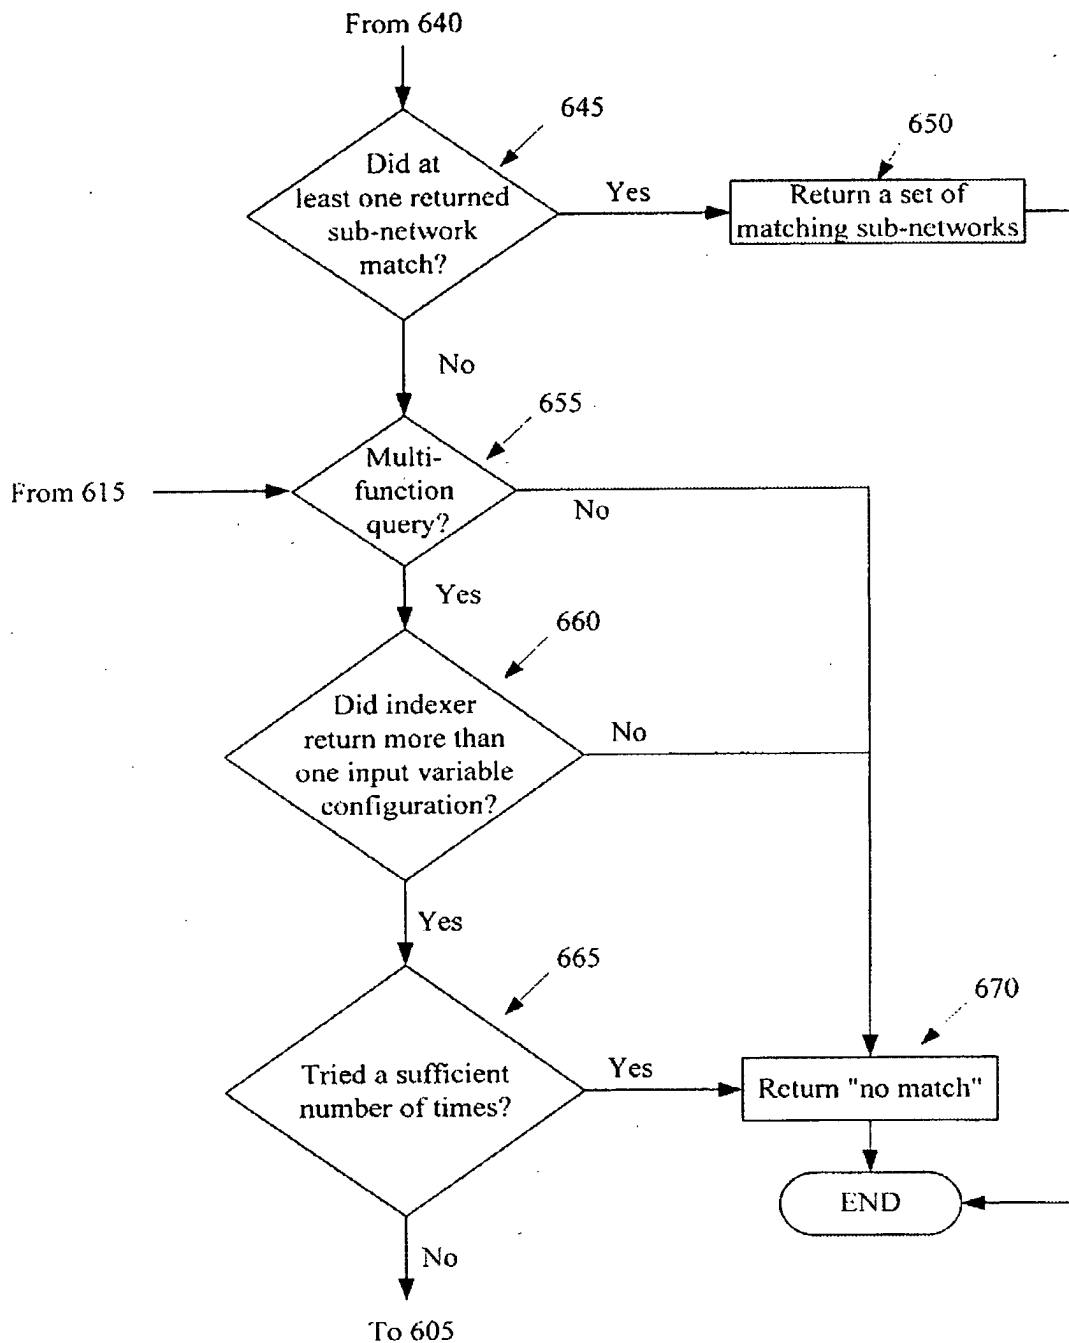 From 640
645
Did at
least one returned
sub-network
match?
Yes
650
Return a set of
matching sub-networks
No
655
From 615
Multi-
function
query?
No
Yes
660
Did indexer
return more than
one input variable
configuration?
No
Yes
665
Tried a sufficient
number of times?
Yes
670
Return "no match"
END
No
To 605